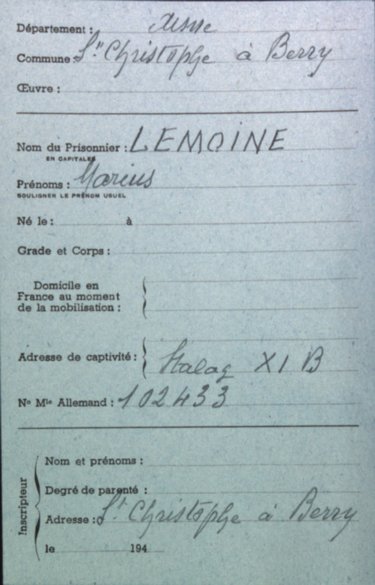 Département : Aisne
Commune : St Christophe à Berry
Œuvre :
Nom du Prisonnier : LEMOINE
EN CAPITALES
Prénoms : Marius
SOULIGNER LE PRÉNOM USUEL
Né le : à
Grade et Corps :
Domicile en
France au moment
de la mobilisation :
Adresse de captivité : Stalag XI B
No Mle Allemand : 102433
Inscripteur
Nom et prénoms :
Degré de parenté :
Adresse : St Christophe à Berry
le 194